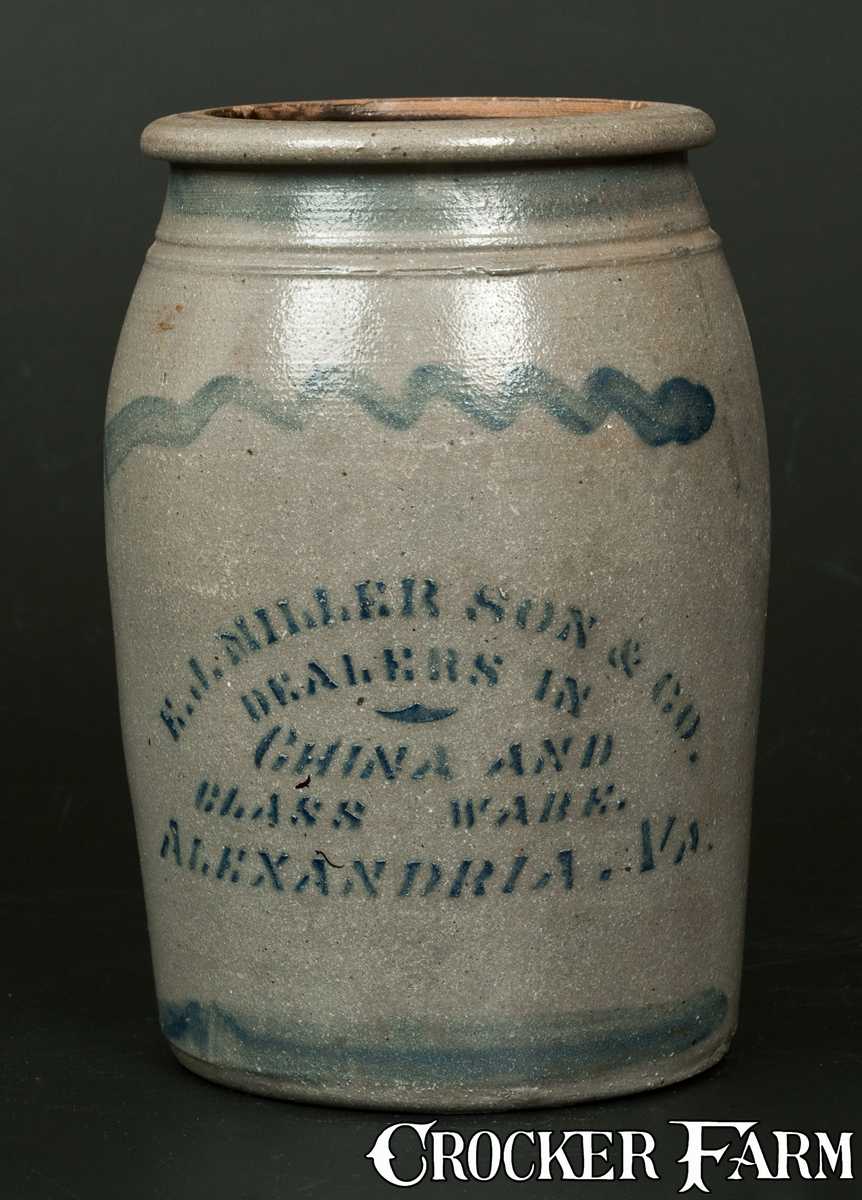 E.J. MILLER SON & CO.
DEALERS IN
CHINA AND
GLASS WARE.
ALEXANDRIA. VA.
CROCKER FARM